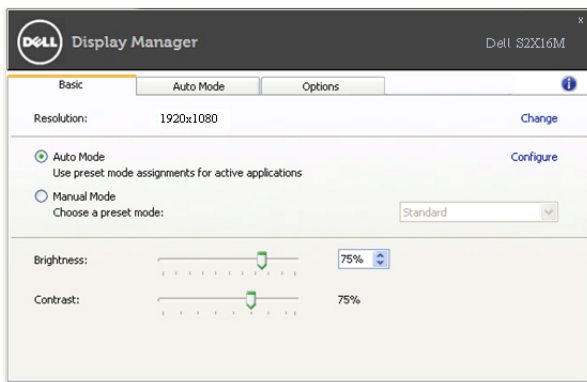 DELL Display Manager
Dell S2X16M
Basic Auto Mode Options
Resolution: 1920x1080 Change
Auto Mode Configure
Use preset mode assignments for active applications
Manual Mode
Choose a preset mode: Standard
Brightness: 75%
Contrast: 75%